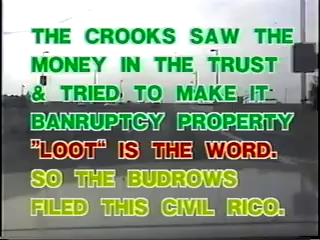 THE CROOKS SAW THE
MONEY IN THE TRUST
& TRIED TO MAKE IT
BANRUPTCY PROPERTY
"LOOT" IS THE WORD.
SO THE BUDROWS
FILED THIS CIVIL RICO.